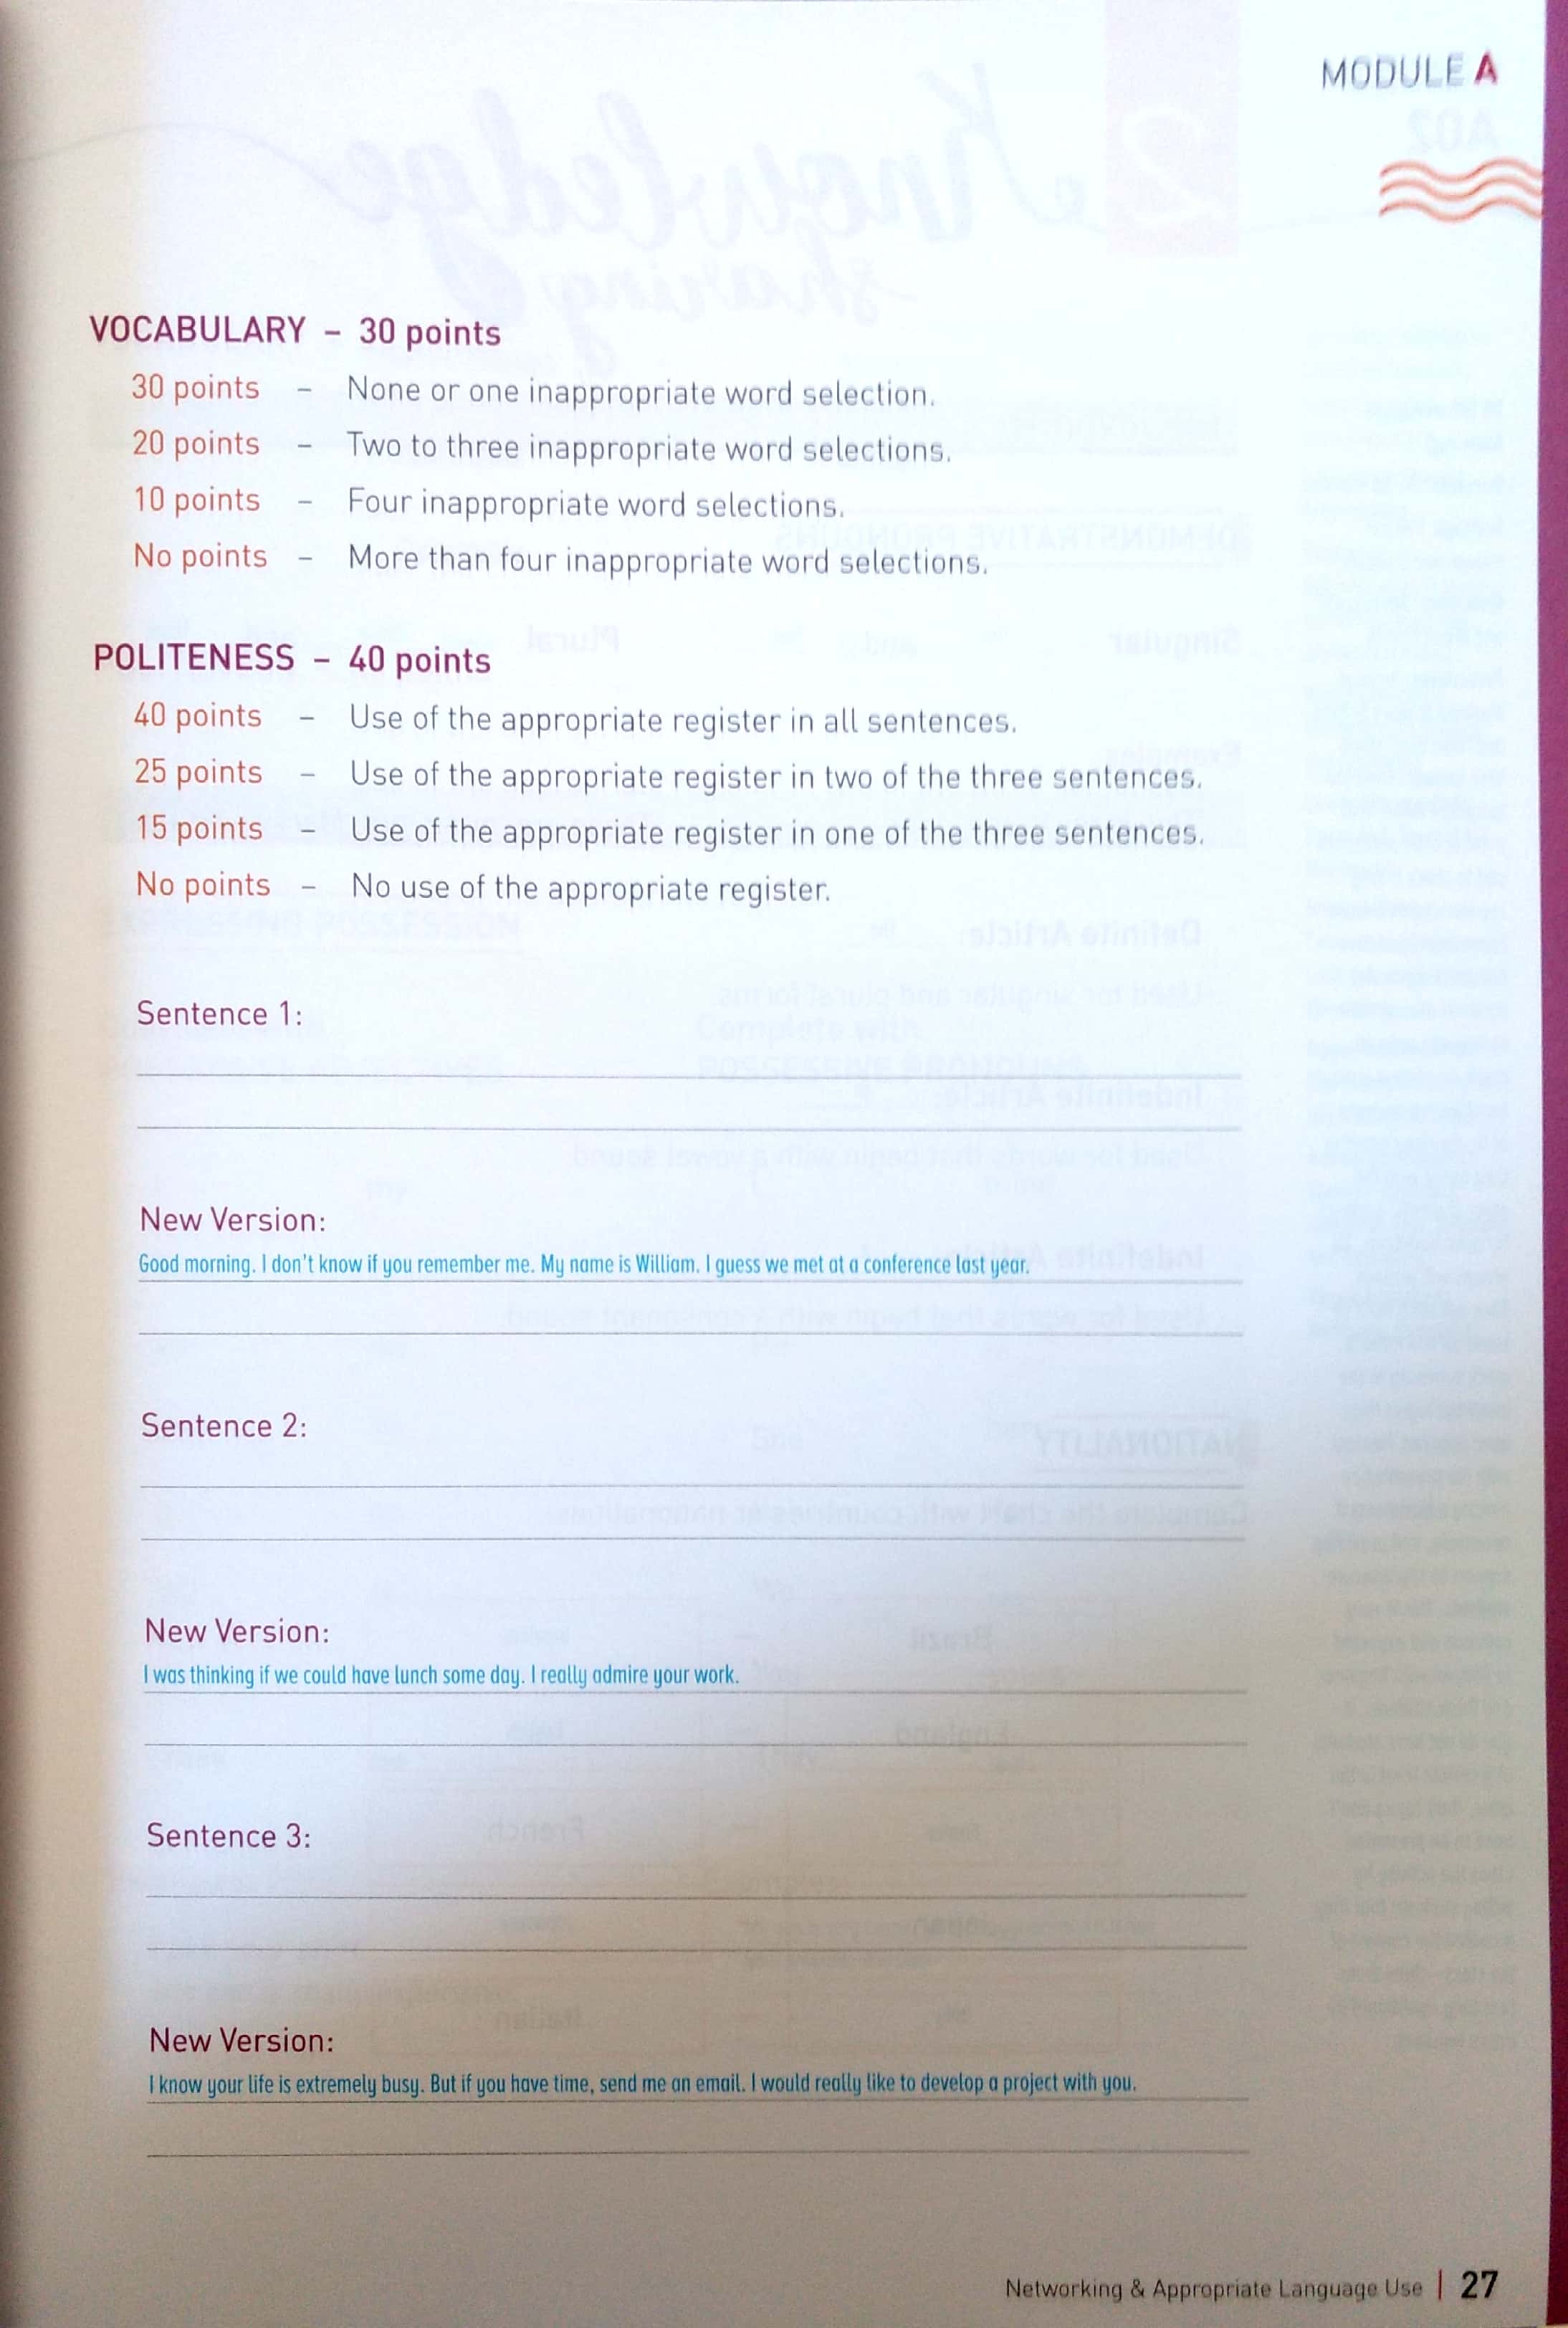 MODULE A
VOCABULARY – 30 points
30 points – None or one inappropriate word selection.
20 points – Two to three inappropriate word selections.
10 points – Four inappropriate word selections.
No points – More than four inappropriate word selections.
POLITENESS – 40 points
40 points – Use of the appropriate register in all sentences.
25 points – Use of the appropriate register in two of the three sentences.
15 points – Use of the appropriate register in one of the three sentences.
No points – No use of the appropriate register.
Sentence 1:
New Version:
Good morning. I don't know if you remember me. My name is William. I guess we met at a conference last year.
Sentence 2:
New Version:
I was thinking if we could have lunch some day. I really admire your work.
Sentence 3:
New Version:
I know your life is extremely busy. But if you have time, send me an email. I would really like to develop a project with you.
Networking & Appropriate Language Use | 27